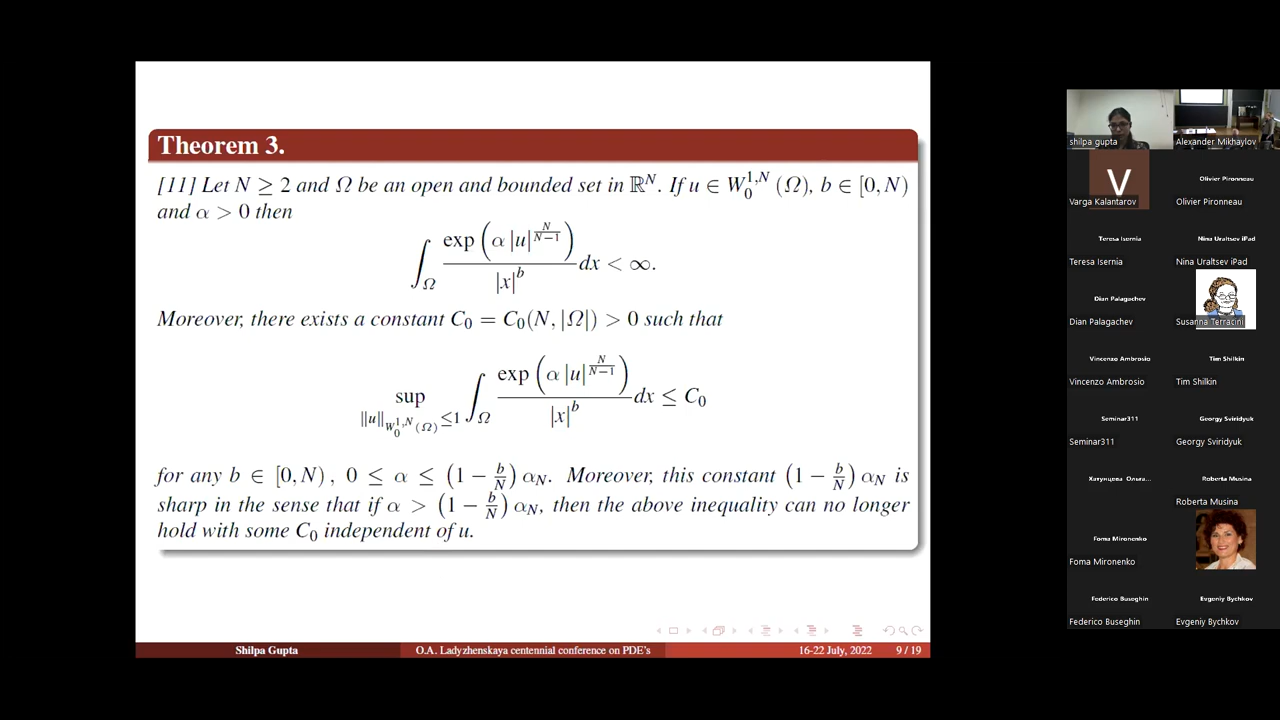 Theorem 3.
[11] Let N ≥ 2 and Ω be an open and bounded set in ℝ^N. If u ∈ W_0^{1,N}(Ω), b ∈ [0, N)
and α > 0 then
∫_Ω exp(α|u|^{N/(N−1)}) / |x|^b dx < ∞.
Moreover, there exists a constant C_0 = C_0(N, |Ω|) > 0 such that
sup_{‖u‖_{W_0^{1,N}(Ω)} ≤ 1} ∫_Ω exp(α|u|^{N/(N−1)}) / |x|^b dx ≤ C_0
for any b ∈ [0, N), 0 ≤ α ≤ (1 − b/N) α_N. Moreover, this constant (1 − b/N) α_N is
sharp in the sense that if α > (1 − b/N) α_N, then the above inequality can no longer
hold with some C_0 independent of u.
Shilpa Gupta
O.A. Ladyzhenskaya centennial conference on PDE's
16-22 July, 2022
9 / 19
shilpa gupta
Alexander Mikhaylov
V
Varga Kalantarov
Olivier Pironneau
Olivier Pironneau
Teresa Isernia
Teresa Isernia
Nina Uraltsev iPad
Nina Uraltsev iPad
Dian Palagachev
Dian Palagachev
Susanna Terracini
Vincenzo Ambrosio
Vincenzo Ambrosio
Tim Shilkin
Tim Shilkin
Seminar311
Seminar311
Georgy Sviridyuk
Georgy Sviridyuk
Хатунцева Ольга...
Roberta Musina
Roberta Musina
Foma Mironenko
Foma Mironenko
Federico Buseghin
Federico Buseghin
Evgeniy Bychkov
Evgeniy Bychkov